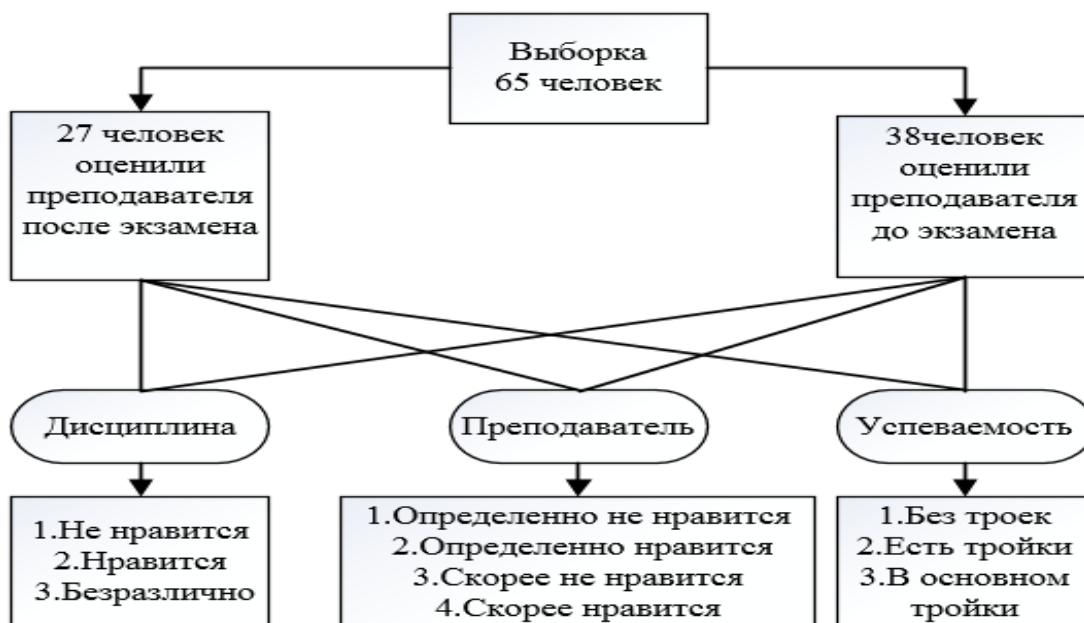 Выборка
65 человек
27 человек
оценили
преподавателя
после экзамена
38человек
оценили
преподавателя
до экзамена
Дисциплина
Преподаватель
Успеваемость
1.Не нравится
2.Нравится
3.Безразлично
1.Определенно не нравится
2.Определенно нравится
3.Скорее не нравится
4.Скорее нравится
1.Без троек
2.Есть тройки
3.В основном
тройки